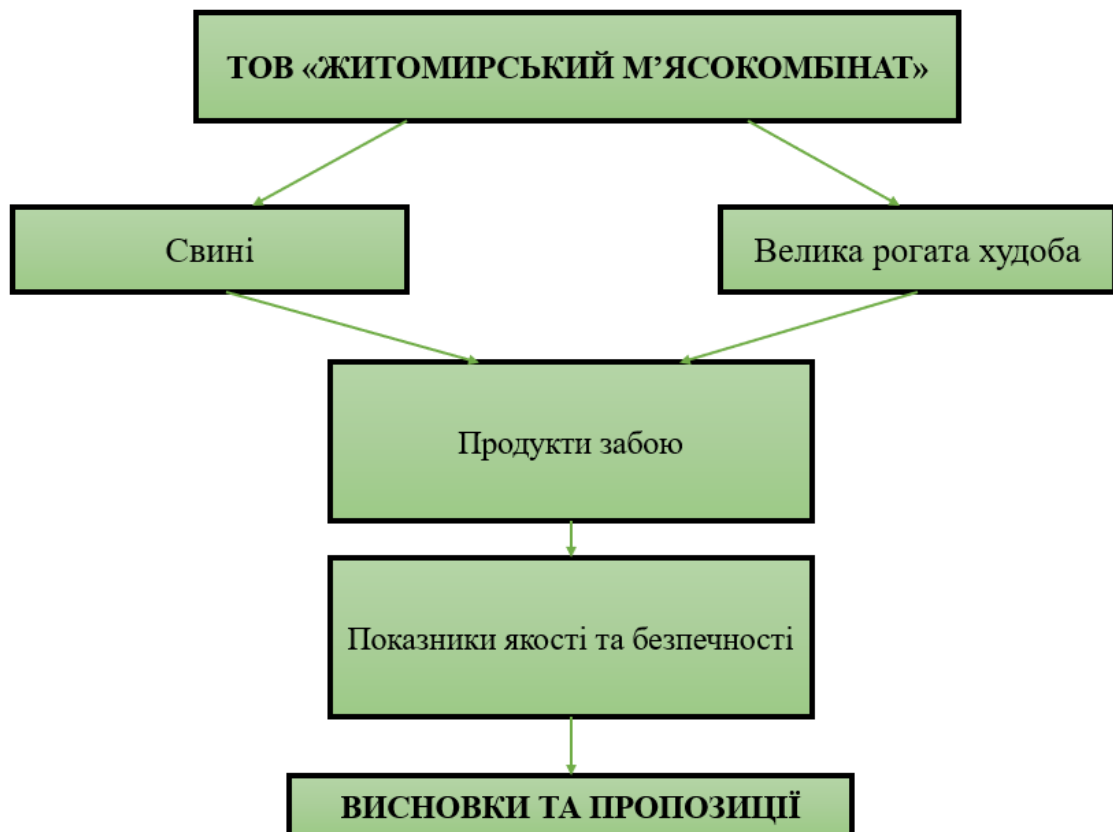 ТОВ «ЖИТОМИРСЬКИЙ М’ЯСОКОМБІНАТ»
Свині
Велика рогата худоба
Продукти забою
Показники якості та безпечності
ВИСНОВКИ ТА ПРОПОЗИЦІЇ